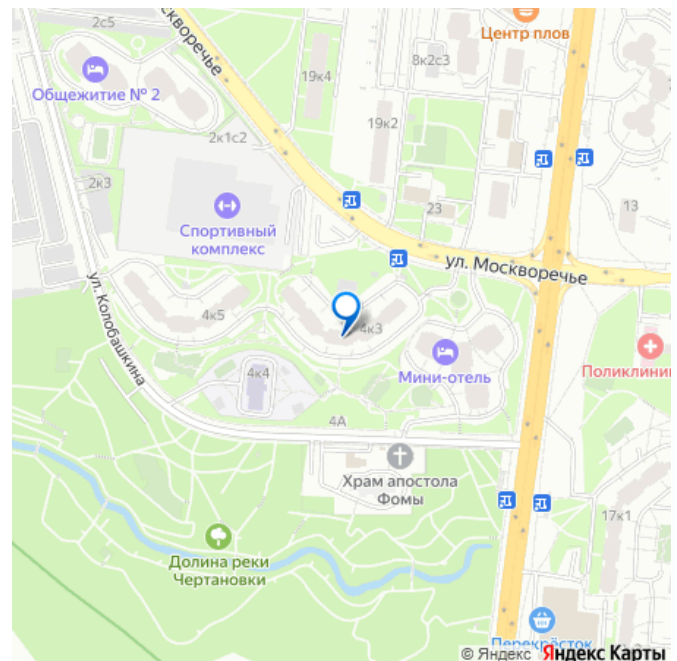 2с5
Москворечье
Центр плов
Общежитие № 2
19к4
8к2с3
19к2
2к1с2
2к3
23
13
Спортивный
комплекс
ул. Москворечье
ул. Колобашкина
4к5
4к3
Мини-отель
Поликлини
4к4
4А
Храм апостола
Фомы
17к1
Долина реки
Чертановки
Перекрёсток
© Яндекс Яндекс Карты